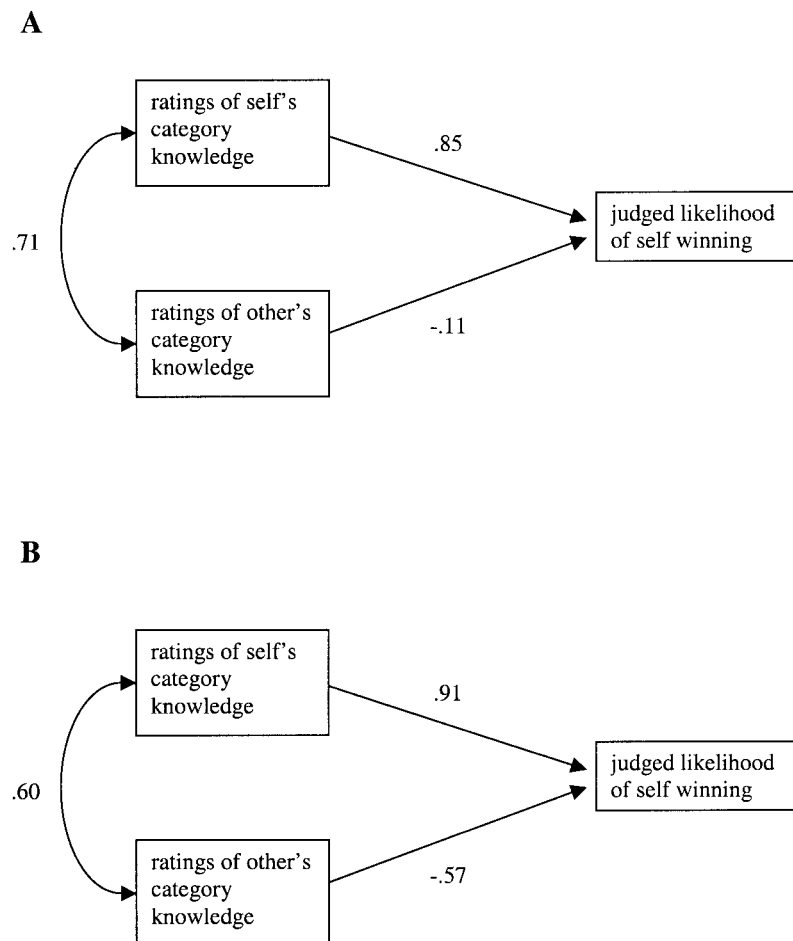 A
ratings of self's
category
knowledge
.85
judged likelihood
of self winning
.71
ratings of other's
category
knowledge
-.11
B
ratings of self's
category
knowledge
.91
judged likelihood
of self winning
.60
ratings of other's
category
knowledge
-.57